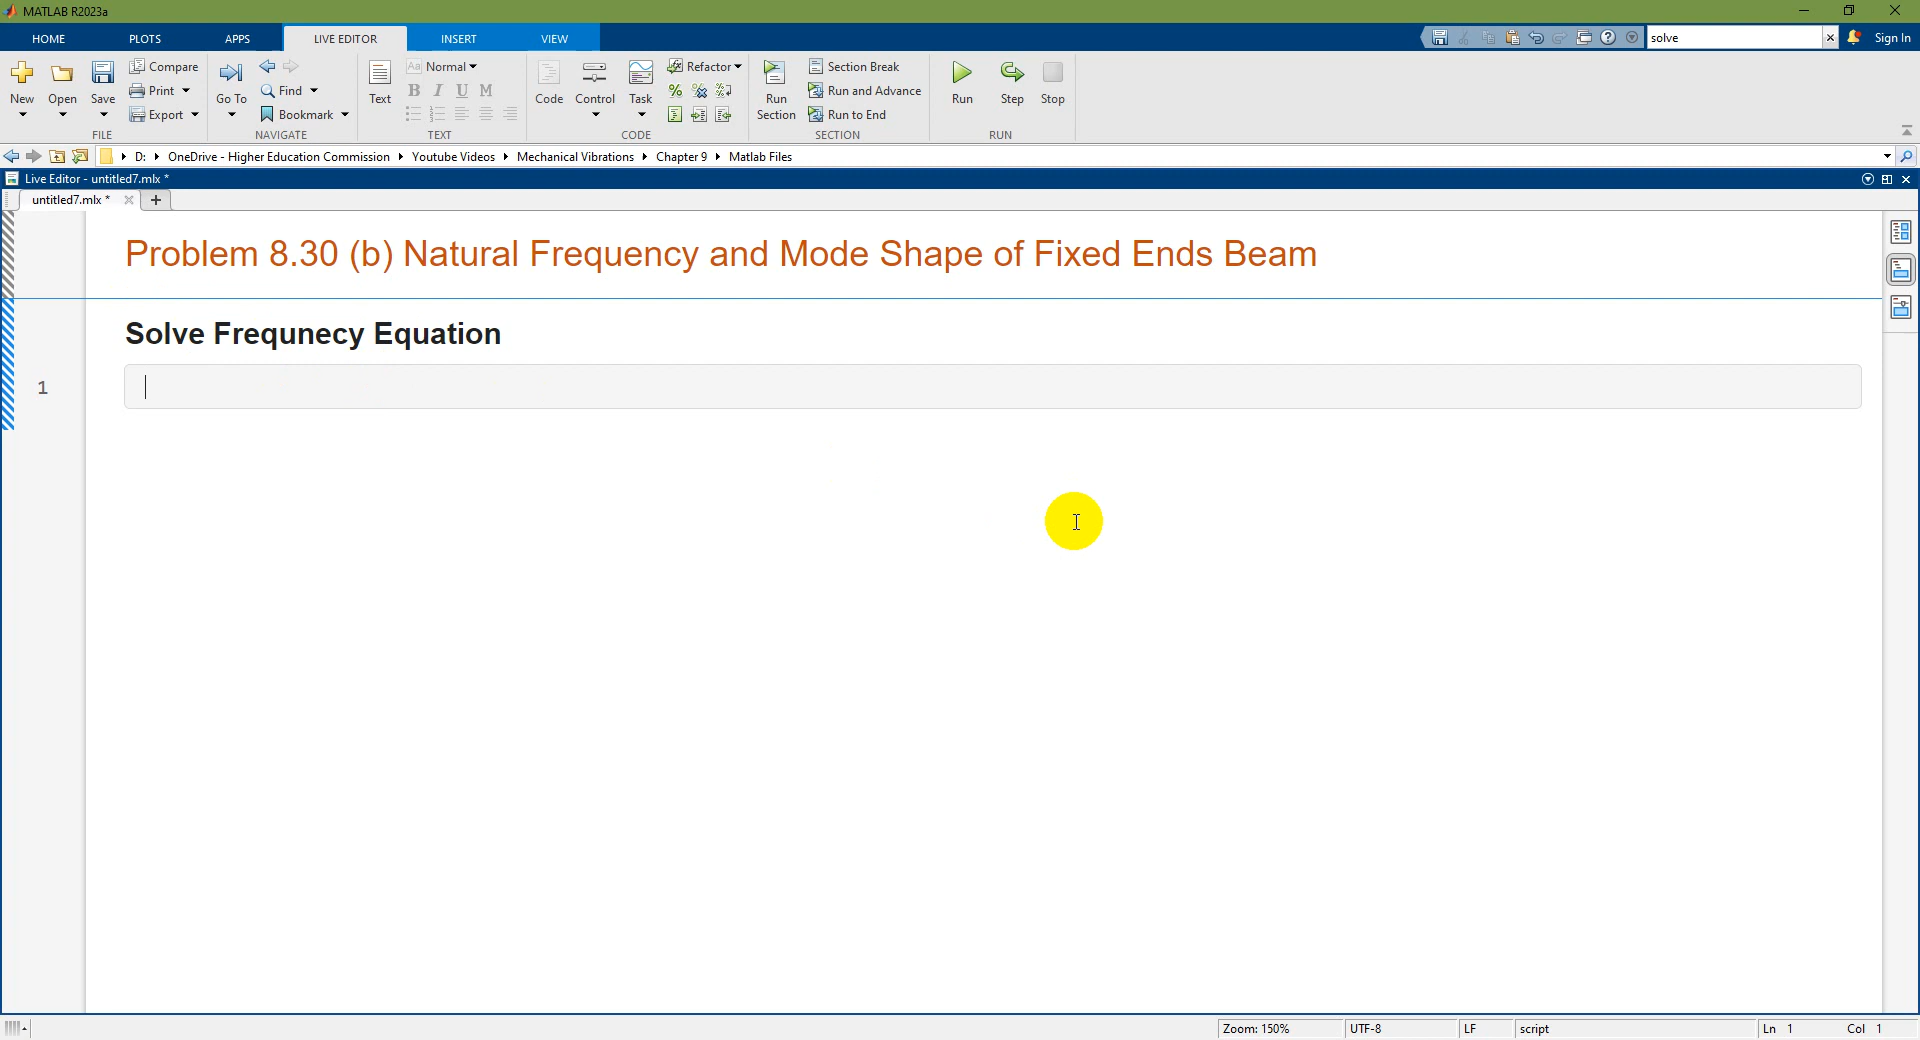 MATLAB R2023a
HOME PLOTS APPS LIVE EDITOR INSERT VIEW solve Sign In
New Open Save Compare Print Export Go To Find Bookmark Text Aa Normal B I U M Code Control Task Refactor Run Section Section Break Run and Advance Run to End Run Step Stop
FILE NAVIGATE TEXT CODE SECTION RUN
D: OneDrive - Higher Education Commission Youtube Videos Mechanical Vibrations Chapter 9 Matlab Files
Live Editor - untitled7.mlx *
untitled7.mlx *
Problem 8.30 (b) Natural Frequency and Mode Shape of Fixed Ends Beam
Solve Frequnecy Equation
1
Zoom: 150% UTF-8 LF script Ln 1 Col 1